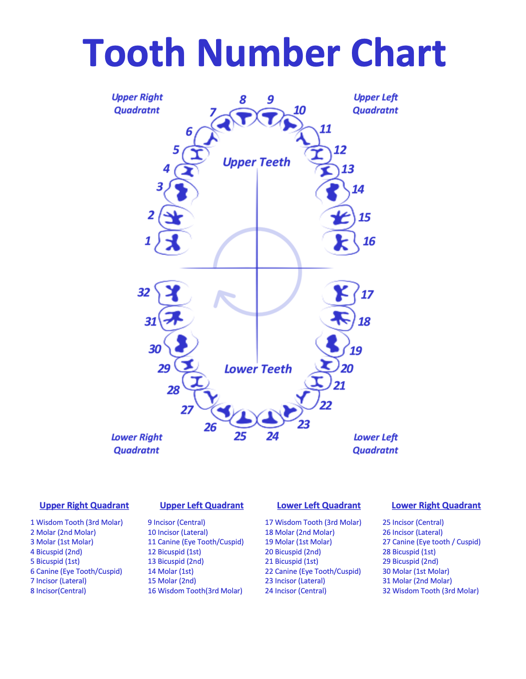 Tooth Number Chart
Upper Right
Quadratnt
Upper Left
Quadratnt
8
9
7
10
6
11
5
12
4
13
Upper Teeth
3
14
2
15
1
16
32
17
31
18
30
19
29
20
Lower Teeth
28
21
27
22
26
23
25
24
Lower Right
Quadratnt
Lower Left
Quadratnt
Upper Right Quadrant
1 Wisdom Tooth (3rd Molar)
2 Molar (2nd Molar)
3 Molar (1st Molar)
4 Bicuspid (2nd)
5 Bicuspid (1st)
6 Canine (Eye Tooth/Cuspid)
7 Incisor (Lateral)
8 Incisor(Central)
Upper Left Quadrant
9 Incisor (Central)
10 Incisor (Lateral)
11 Canine (Eye Tooth/Cuspid)
12 Bicuspid (1st)
13 Bicuspid (2nd)
14 Molar (1st)
15 Molar (2nd)
16 Wisdom Tooth(3rd Molar)
Lower Left Quadrant
17 Wisdom Tooth (3rd Molar)
18 Molar (2nd Molar)
19 Molar (1st Molar)
20 Bicuspid (2nd)
21 Bicuspid (1st)
22 Canine (Eye Tooth/Cuspid)
23 Incisor (Lateral)
24 Incisor (Central)
Lower Right Quadrant
25 Incisor (Central)
26 Incisor (Lateral)
27 Canine (Eye tooth / Cuspid)
28 Bicuspid (1st)
29 Bicuspid (2nd)
30 Molar (1st Molar)
31 Molar (2nd Molar)
32 Wisdom Tooth (3rd Molar)